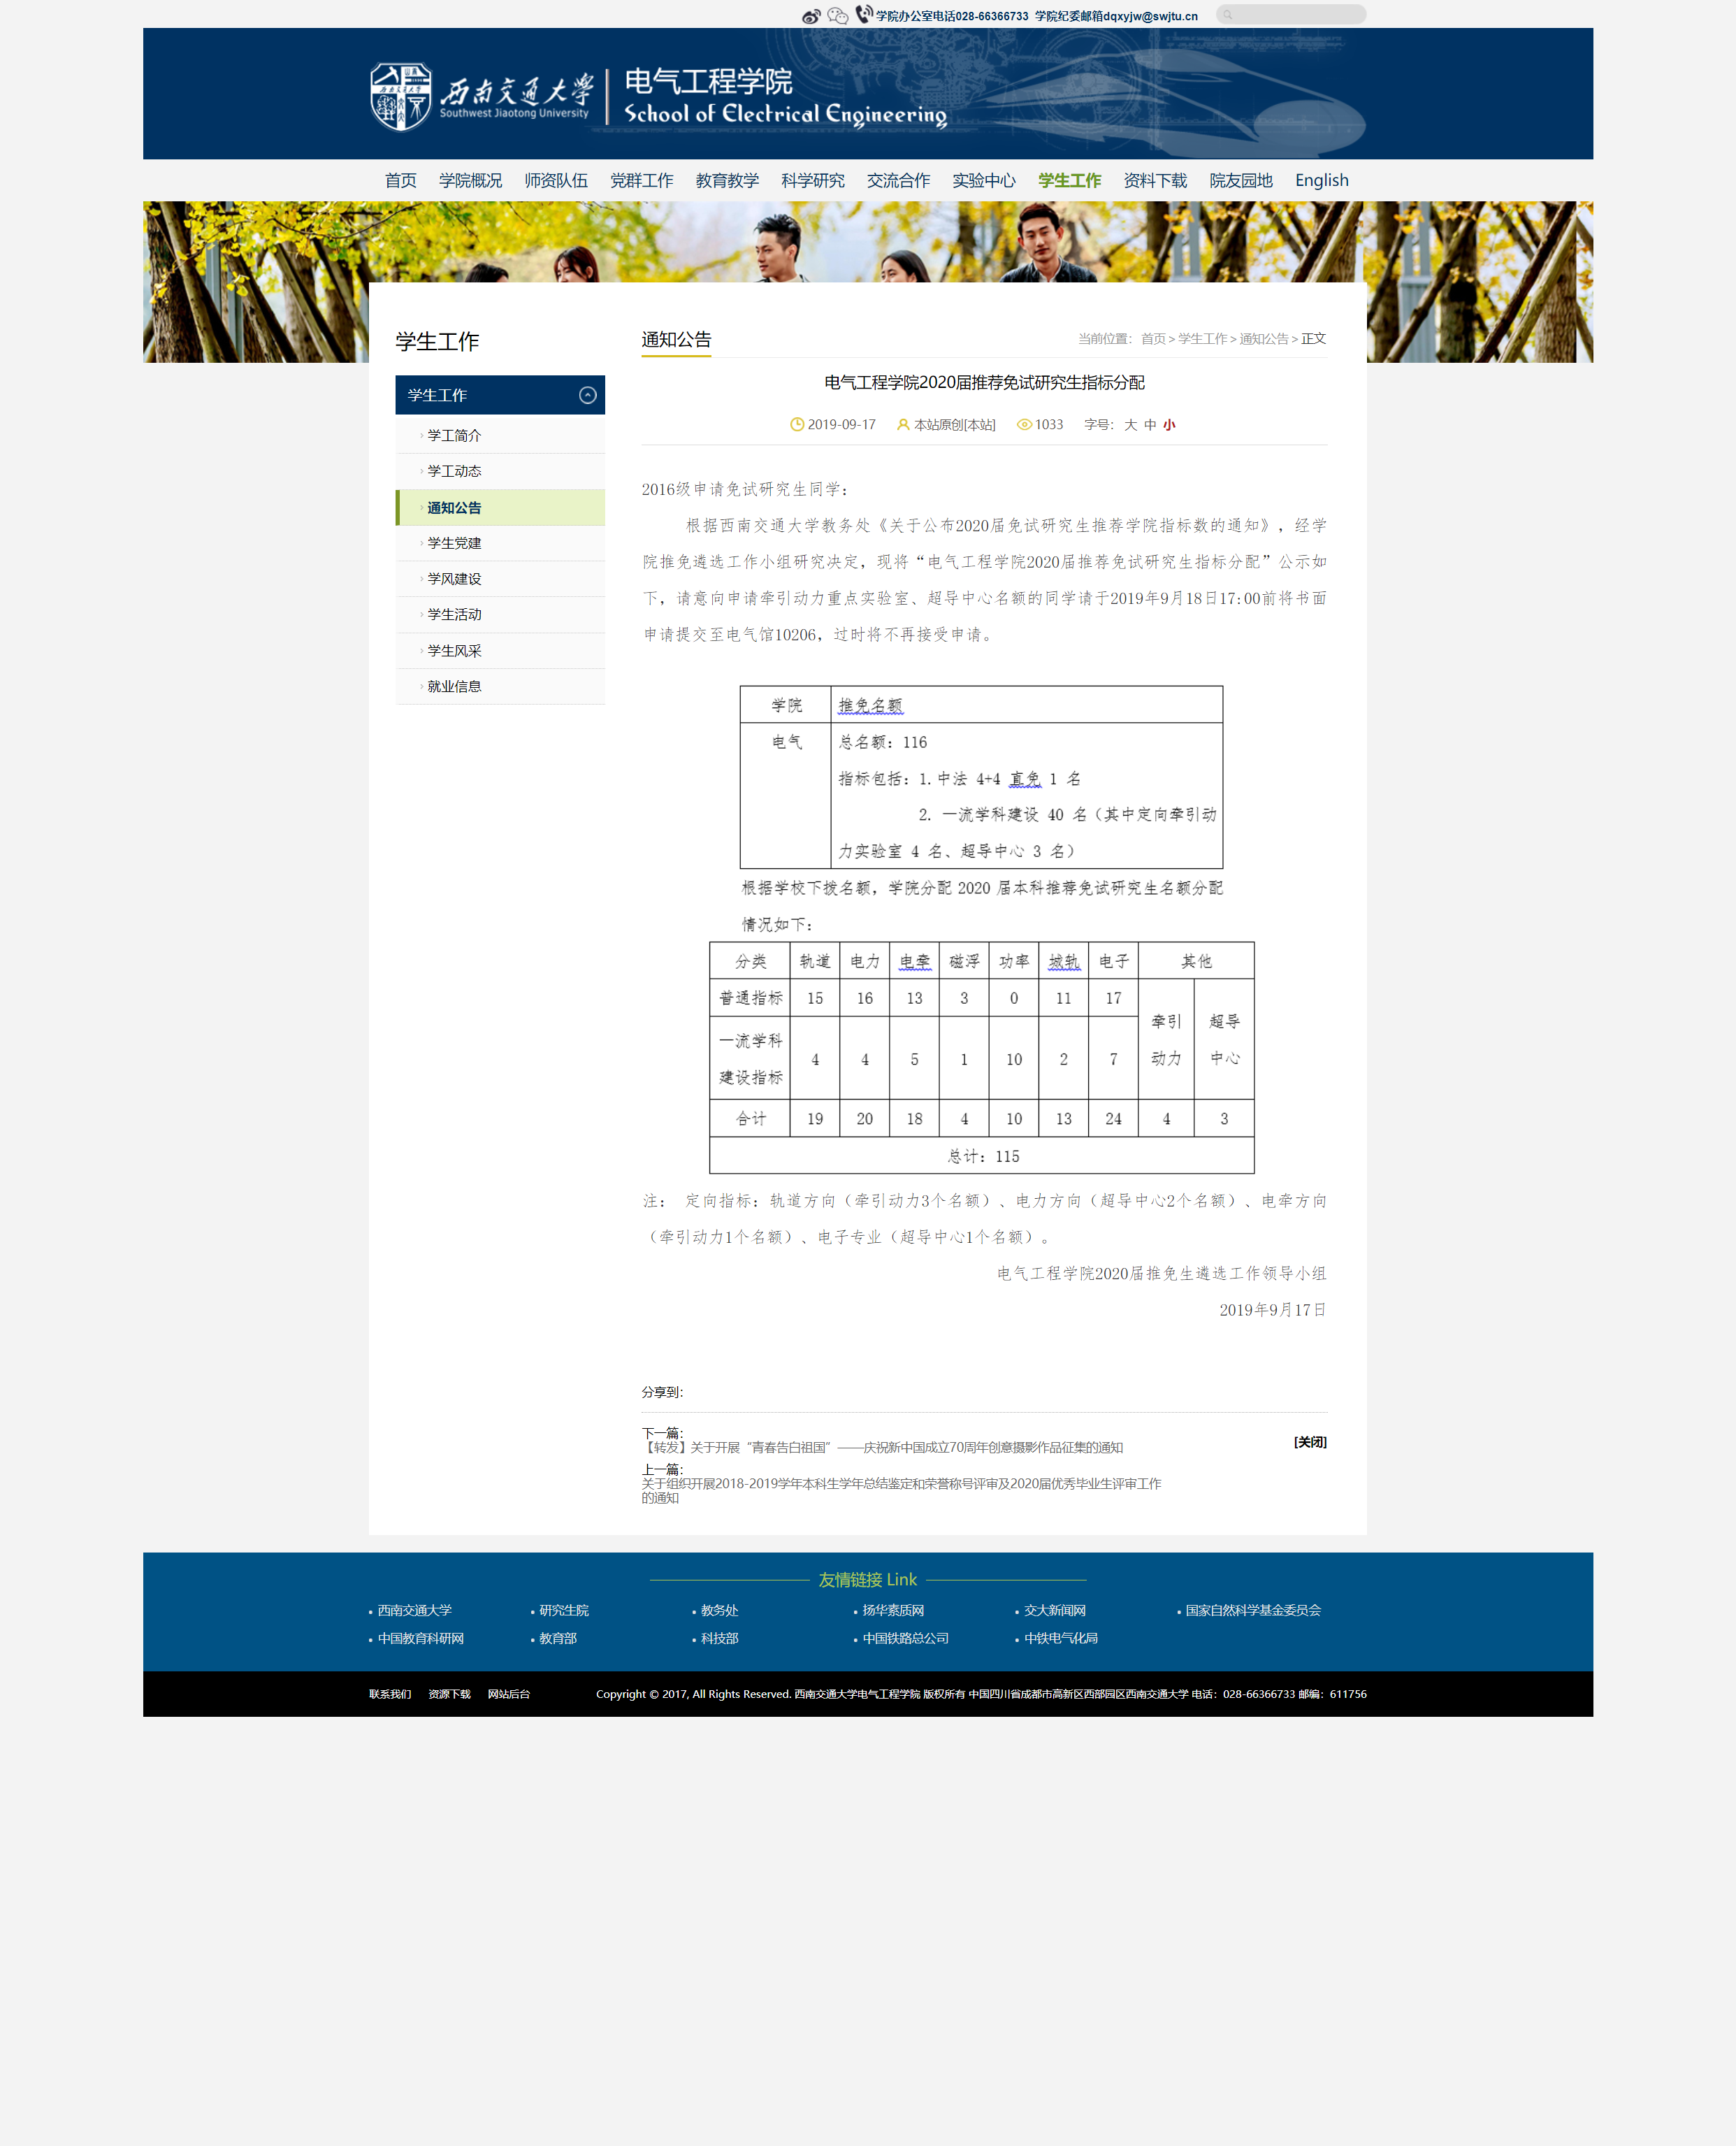 学院办公室电话028-66366733 学院纪委邮箱dqxyjw@swjtu.cn
西南交通大学
Southwest Jiaotong University
电气工程学院
School of Electrical Engineering
首页 学院概况 师资队伍 党群工作 教育教学 科学研究 交流合作 实验中心 学生工作 资料下载 院友园地 English
学生工作
学生工作
学工简介
学工动态
通知公告
学生党建
学风建设
学生活动
学生风采
就业信息
通知公告
当前位置: 首页 > 学生工作 > 通知公告 > 正文
电气工程学院2020届推荐免试研究生指标分配
2019-09-17 本站原创[本站] 1033 字号: 大 中 小
2016级申请免试研究生同学:
根据西南交通大学教务处《关于公布2020届免试研究生推荐学院指标数的通知》，经学
院推免遴选工作小组研究决定，现将“电气工程学院2020届推荐免试研究生指标分配”公示如
下，请意向申请牵引动力重点实验室、超导中心名额的同学请于2019年9月18日17:00前将书面
申请提交至电气馆10206，过时将不再接受申请。
学院 推免名额
电气 总名额：116
指标包括：1.中法 4+4 直免 1 名
2. 一流学科建设 40 名（其中定向牵引动
力实验室 4 名、超导中心 3 名）
根据学校下拨名额，学院分配 2020 届本科推荐免试研究生名额分配
情况如下：
分类 轨道 电力 电牵 磁浮 功率 城轨 电子 其他
普通指标 15 16 13 3 0 11 17 牵引动力 超导中心
一流学科建设指标 4 4 5 1 10 2 7
合计 19 20 18 4 10 13 24 4 3
总计：115
注： 定向指标：轨道方向（牵引动力3个名额）、电力方向（超导中心2个名额）、电牵方向
（牵引动力1个名额）、电子专业（超导中心1个名额）。
电气工程学院2020届推免生遴选工作领导小组
2019年9月17日
分享到:
下一篇:
【转发】关于开展“青春告白祖国”——庆祝新中国成立70周年创意摄影作品征集的通知
[关闭]
上一篇:
关于组织开展2018-2019学年本科生学年总结鉴定和荣誉称号评审及2020届优秀毕业生评审工作
的通知
友情链接 Link
西南交通大学 研究生院 教务处 扬华素质网 交大新闻网 国家自然科学基金委员会
中国教育科研网 教育部 科技部 中国铁路总公司 中铁电气化局
联系我们 资源下载 网站后台 Copyright © 2017, All Rights Reserved. 西南交通大学电气工程学院 版权所有 中国四川省成都市高新区西部园区西南交通大学 电话：028-66366733 邮编：611756